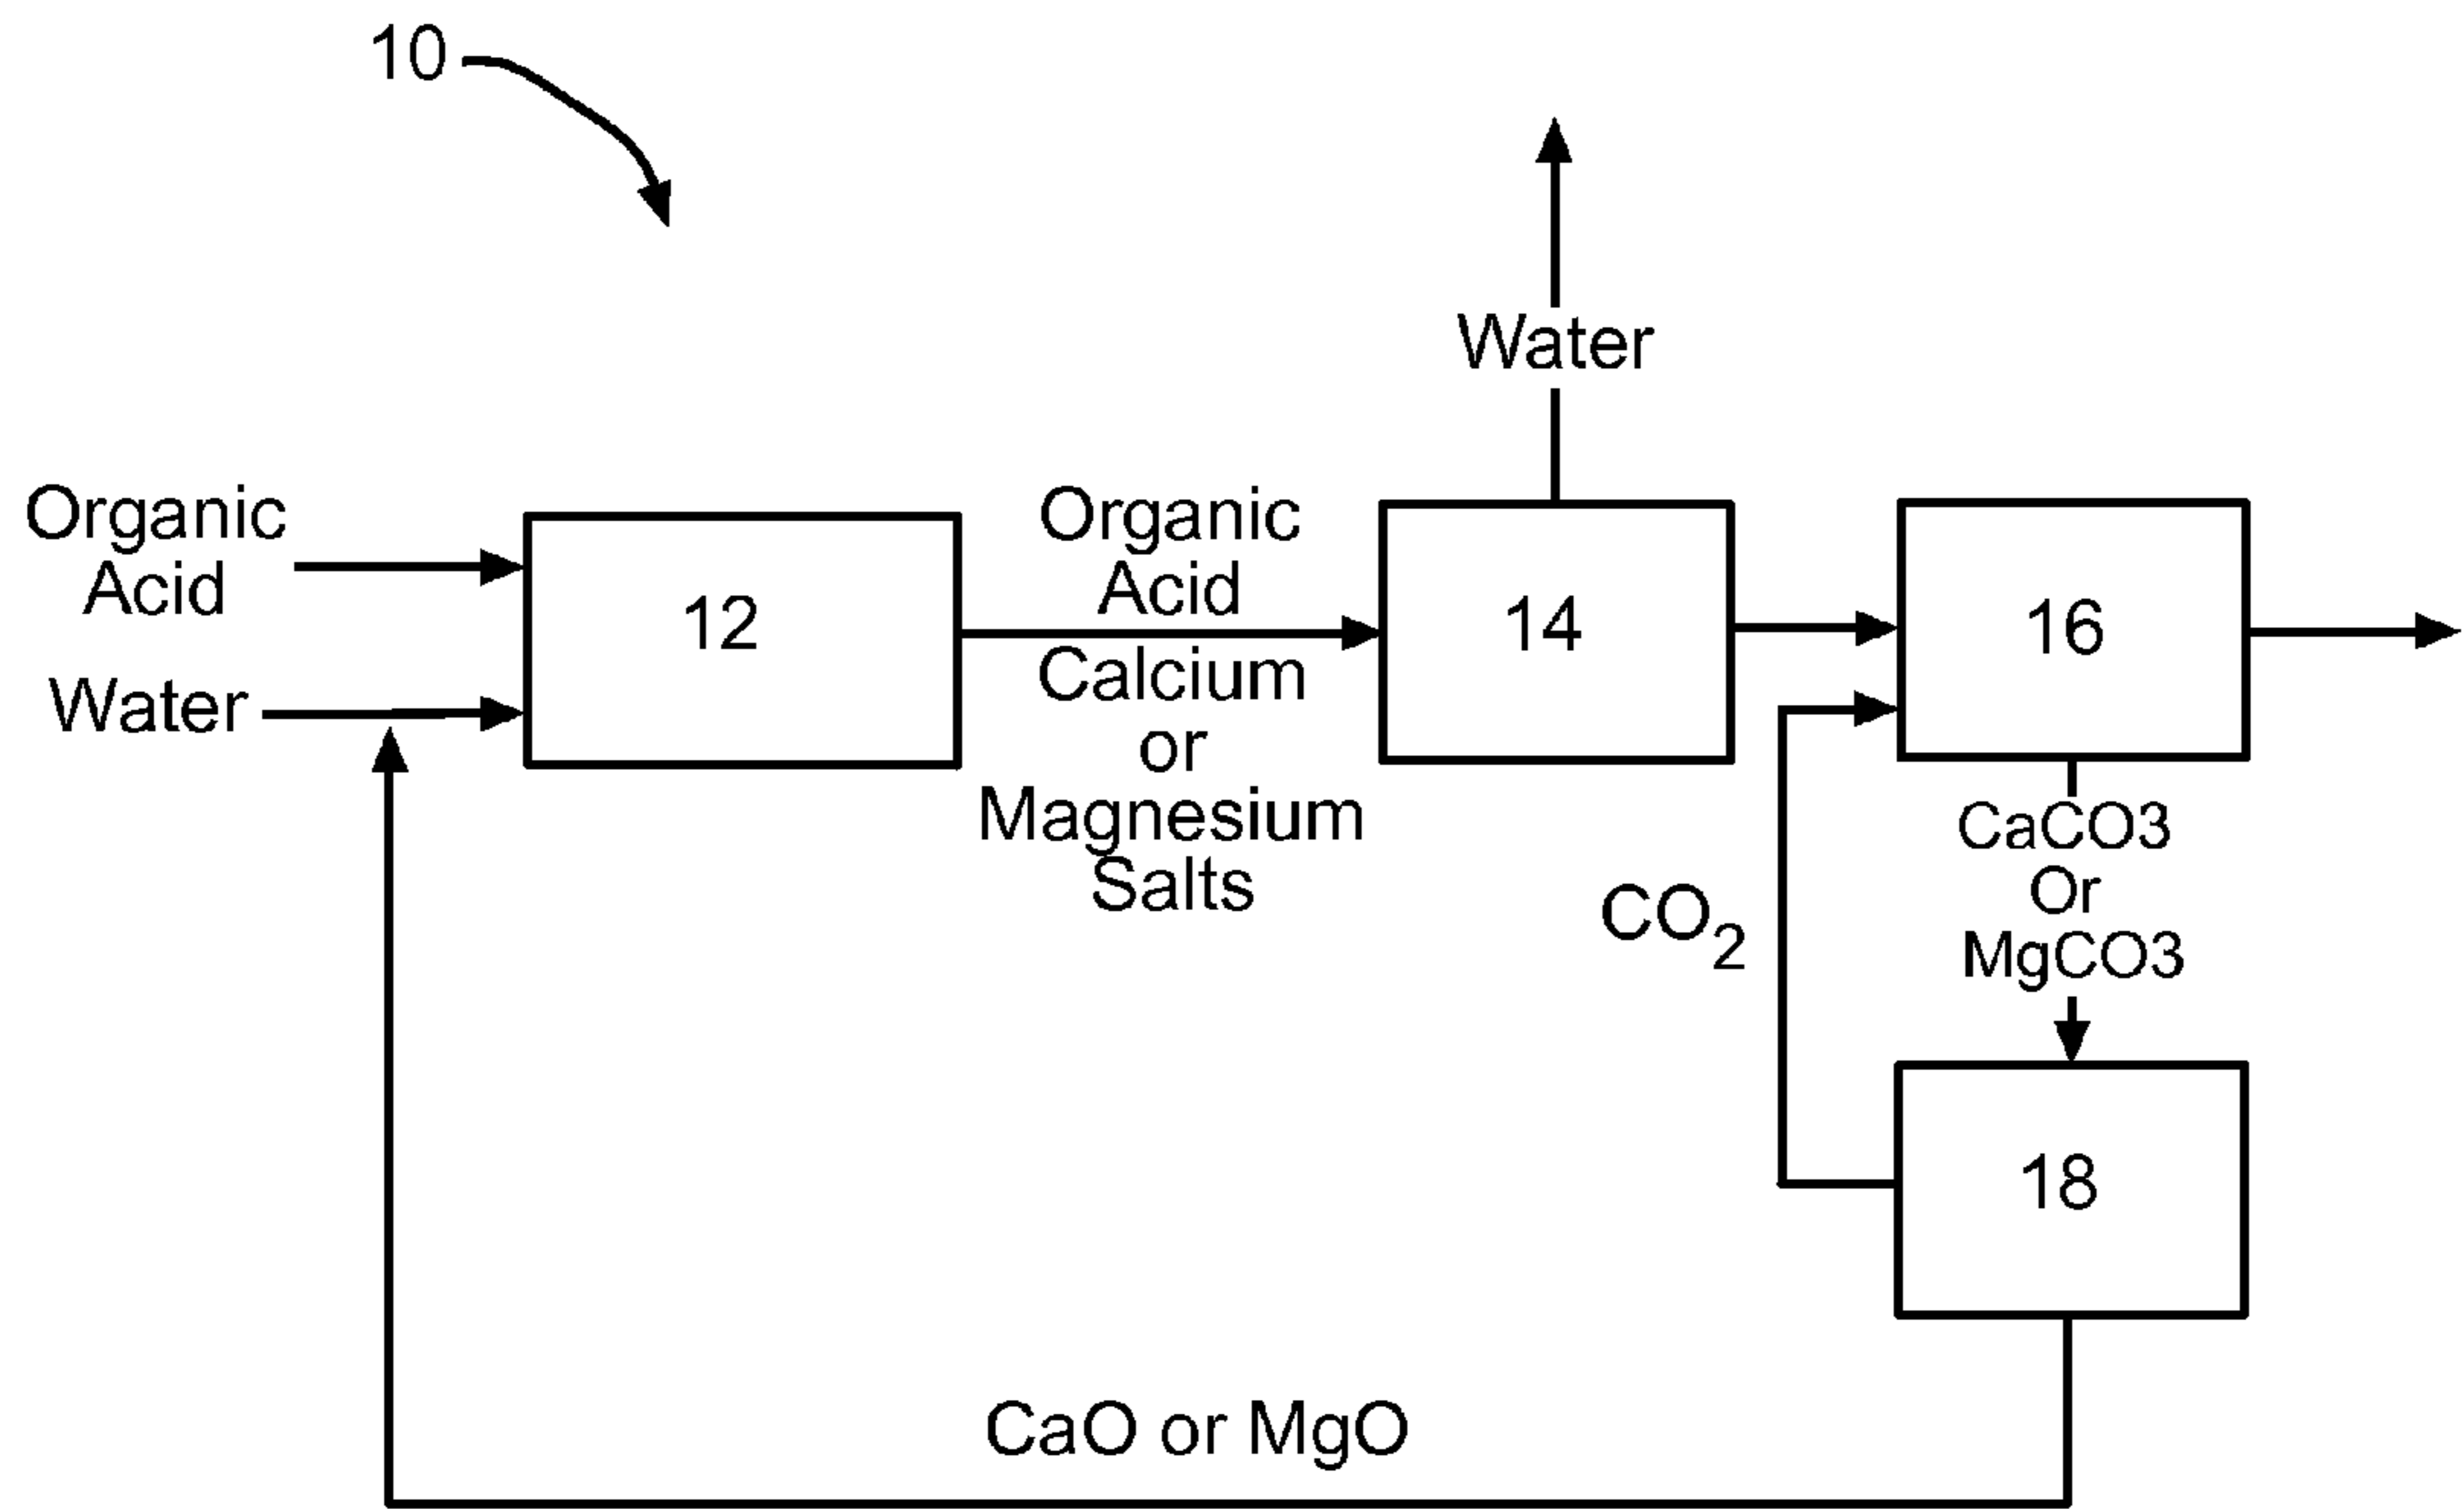 10
Water
Organic
Acid
Water
12
Organic
Acid
Calcium
or
Magnesium
Salts
14
16
CO2
CaCO3
Or
MgCO3
18
CaO or MgO